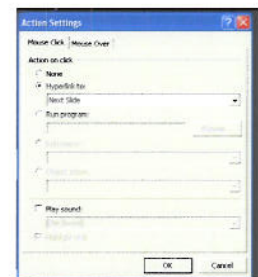 Action Settings
Mouse Click Mouse Over
Action on click
None
Hyperlink to:
Next Slide
Run program:
Play sound:
OK Cancel